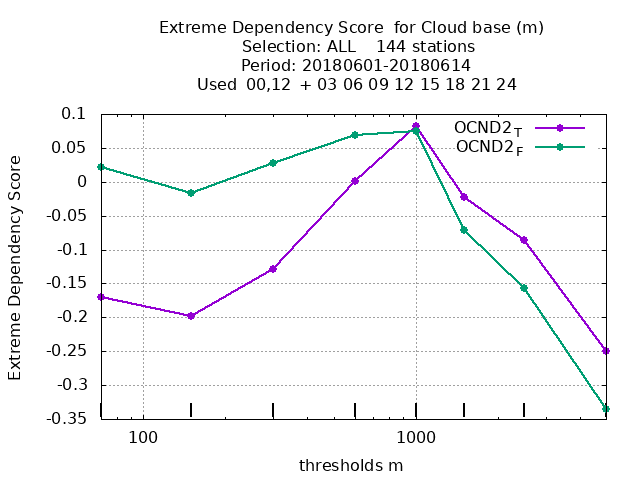 Extreme Dependency Score  for Cloud base (m)
Selection: ALL    144 stations
Period: 20180601-20180614
Used  00,12  + 03 06 09 12 15 18 21 24
OCND2_T
OCND2_F
Extreme Dependency Score
0.1
0.05
0
-0.05
-0.1
-0.15
-0.2
-0.25
-0.3
-0.35
100
1000
thresholds m